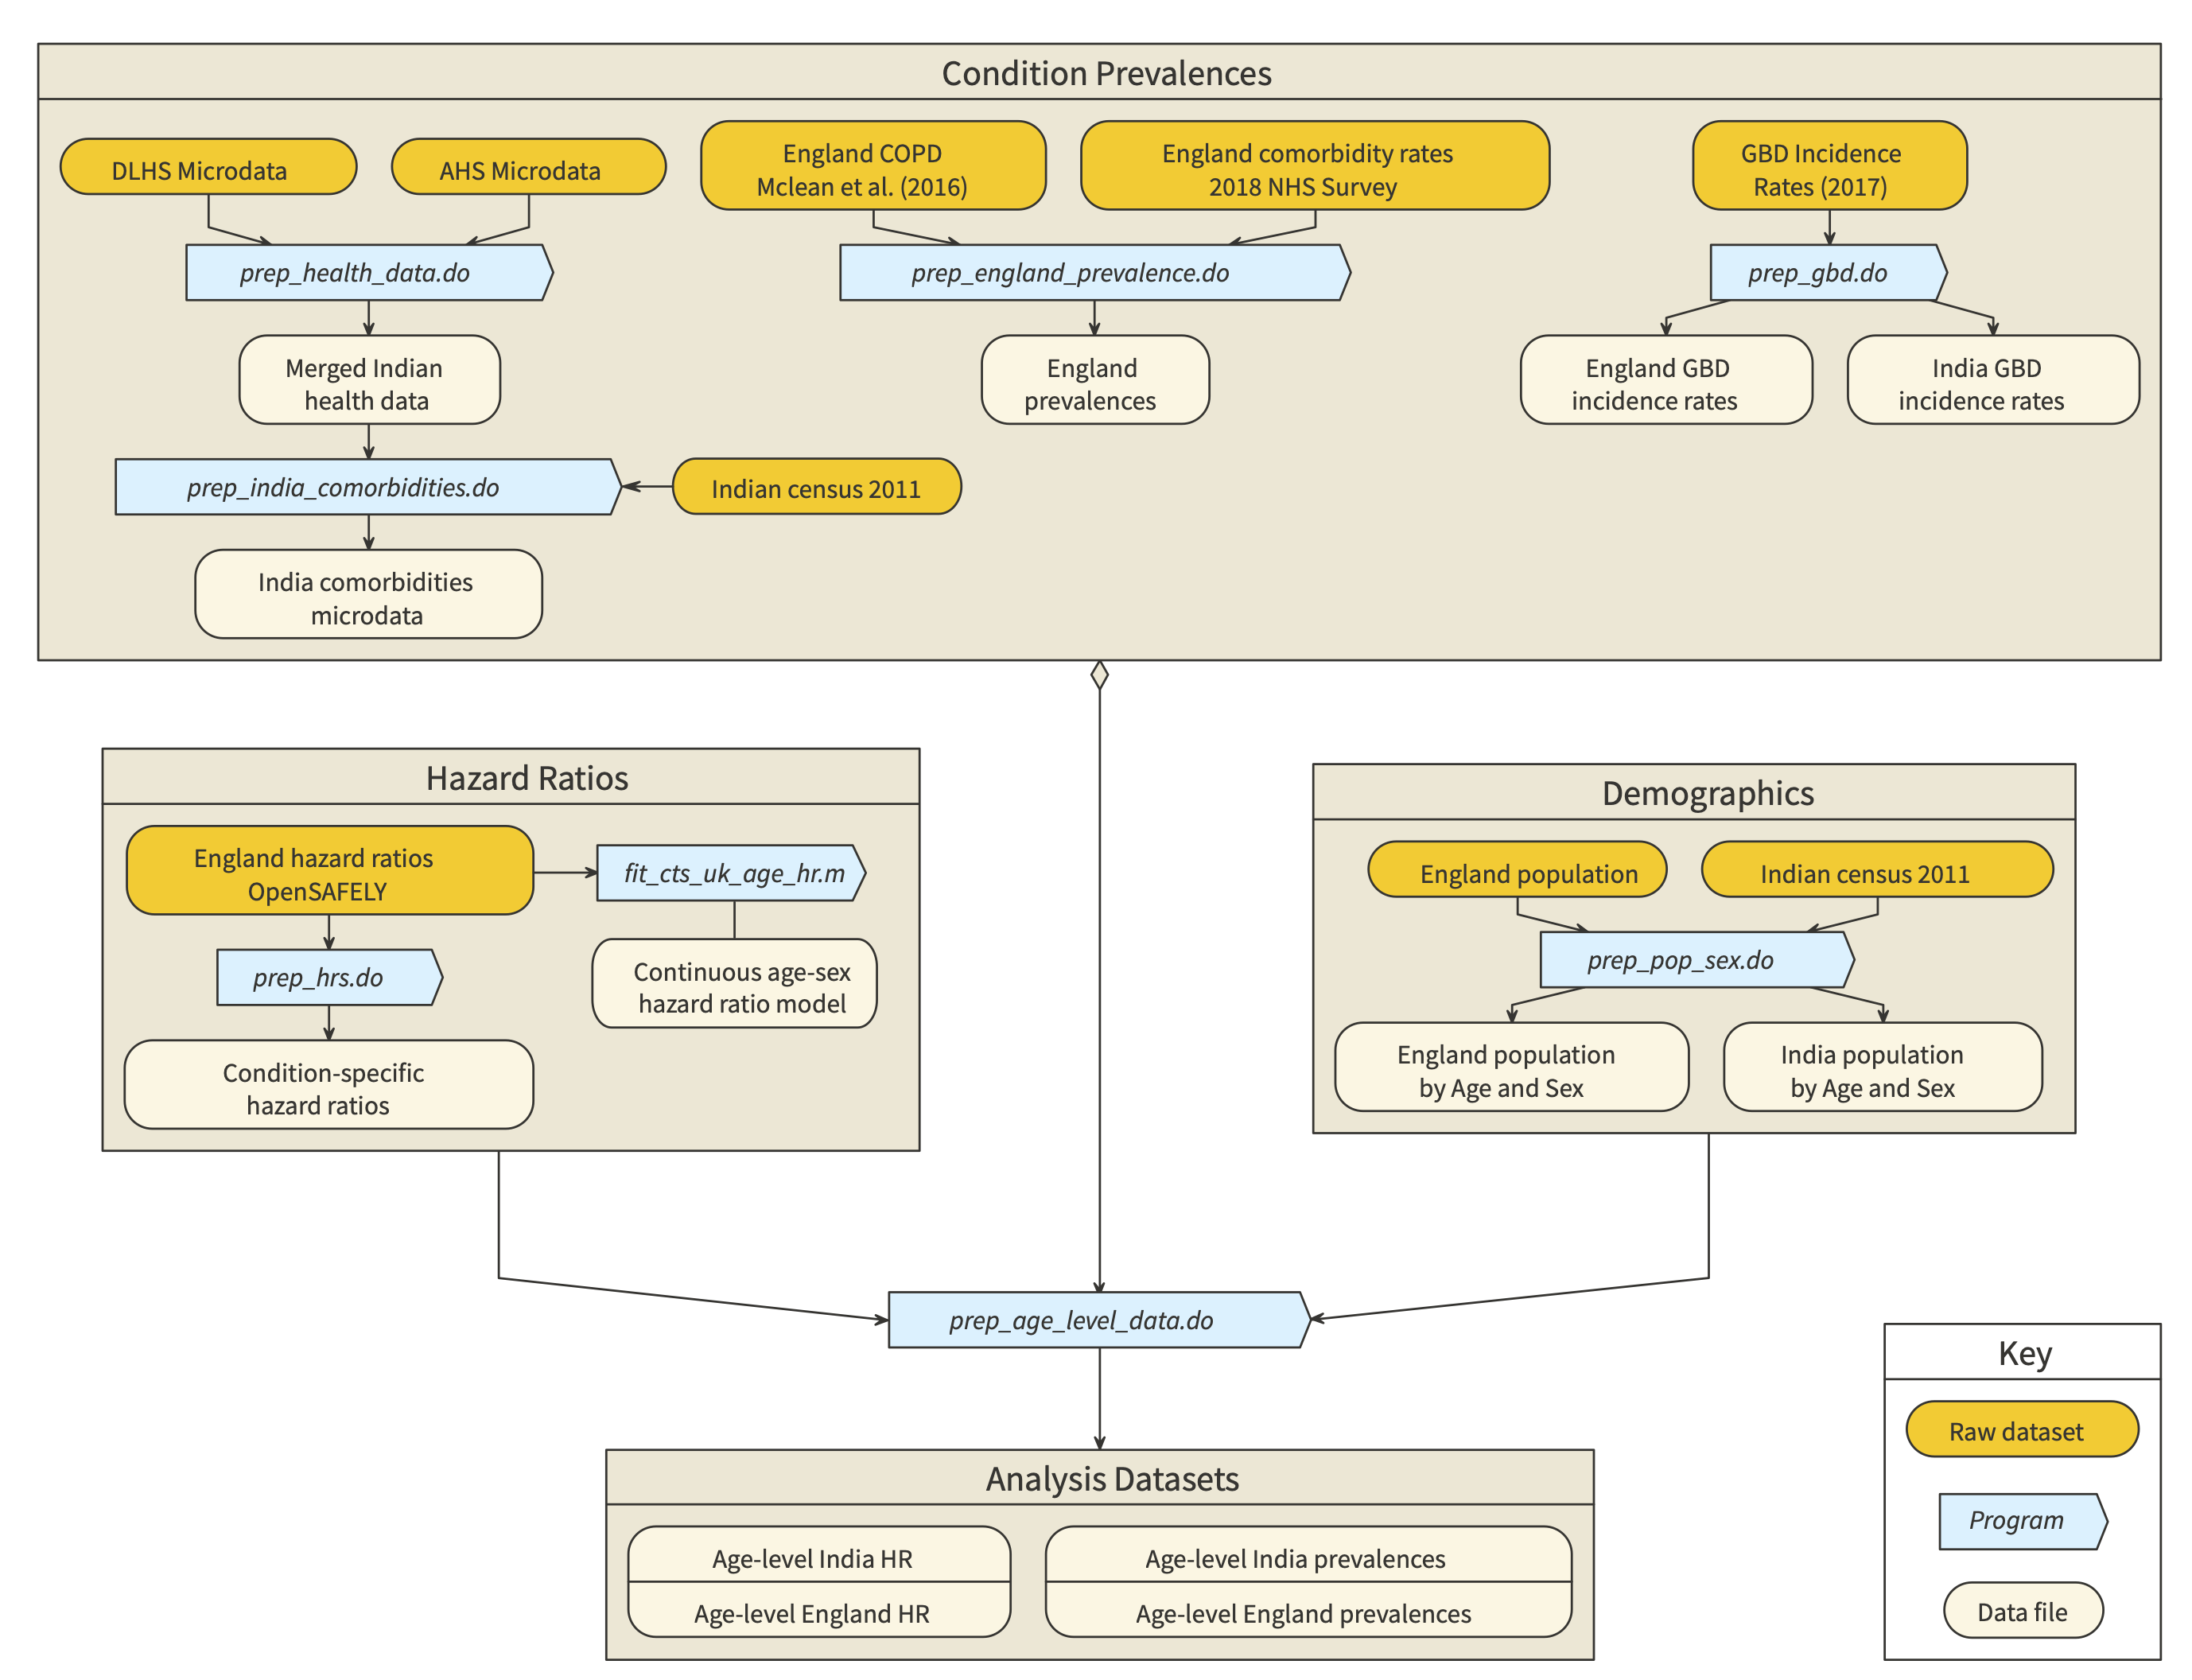 Condition Prevalences
DLHS Microdata
AHS Microdata
England COPD
Mclean et al. (2016)
England comorbidity rates
2018 NHS Survey
GBD Incidence
Rates (2017)
prep_health_data.do
prep_england_prevalence.do
prep_gbd.do
Merged Indian
health data
England
prevalences
England GBD
incidence rates
India GBD
incidence rates
prep_india_comorbidities.do
Indian census 2011
India comorbidities
microdata
Hazard Ratios
England hazard ratios
OpenSAFELY
fit_cts_uk_age_hr.m
prep_hrs.do
Continuous age-sex
hazard ratio model
Condition-specific
hazard ratios
Demographics
England population
Indian census 2011
prep_pop_sex.do
England population
by Age and Sex
India population
by Age and Sex
prep_age_level_data.do
Analysis Datasets
Age-level India HR
Age-level England HR
Age-level India prevalences
Age-level England prevalences
Key
Raw dataset
Program
Data file